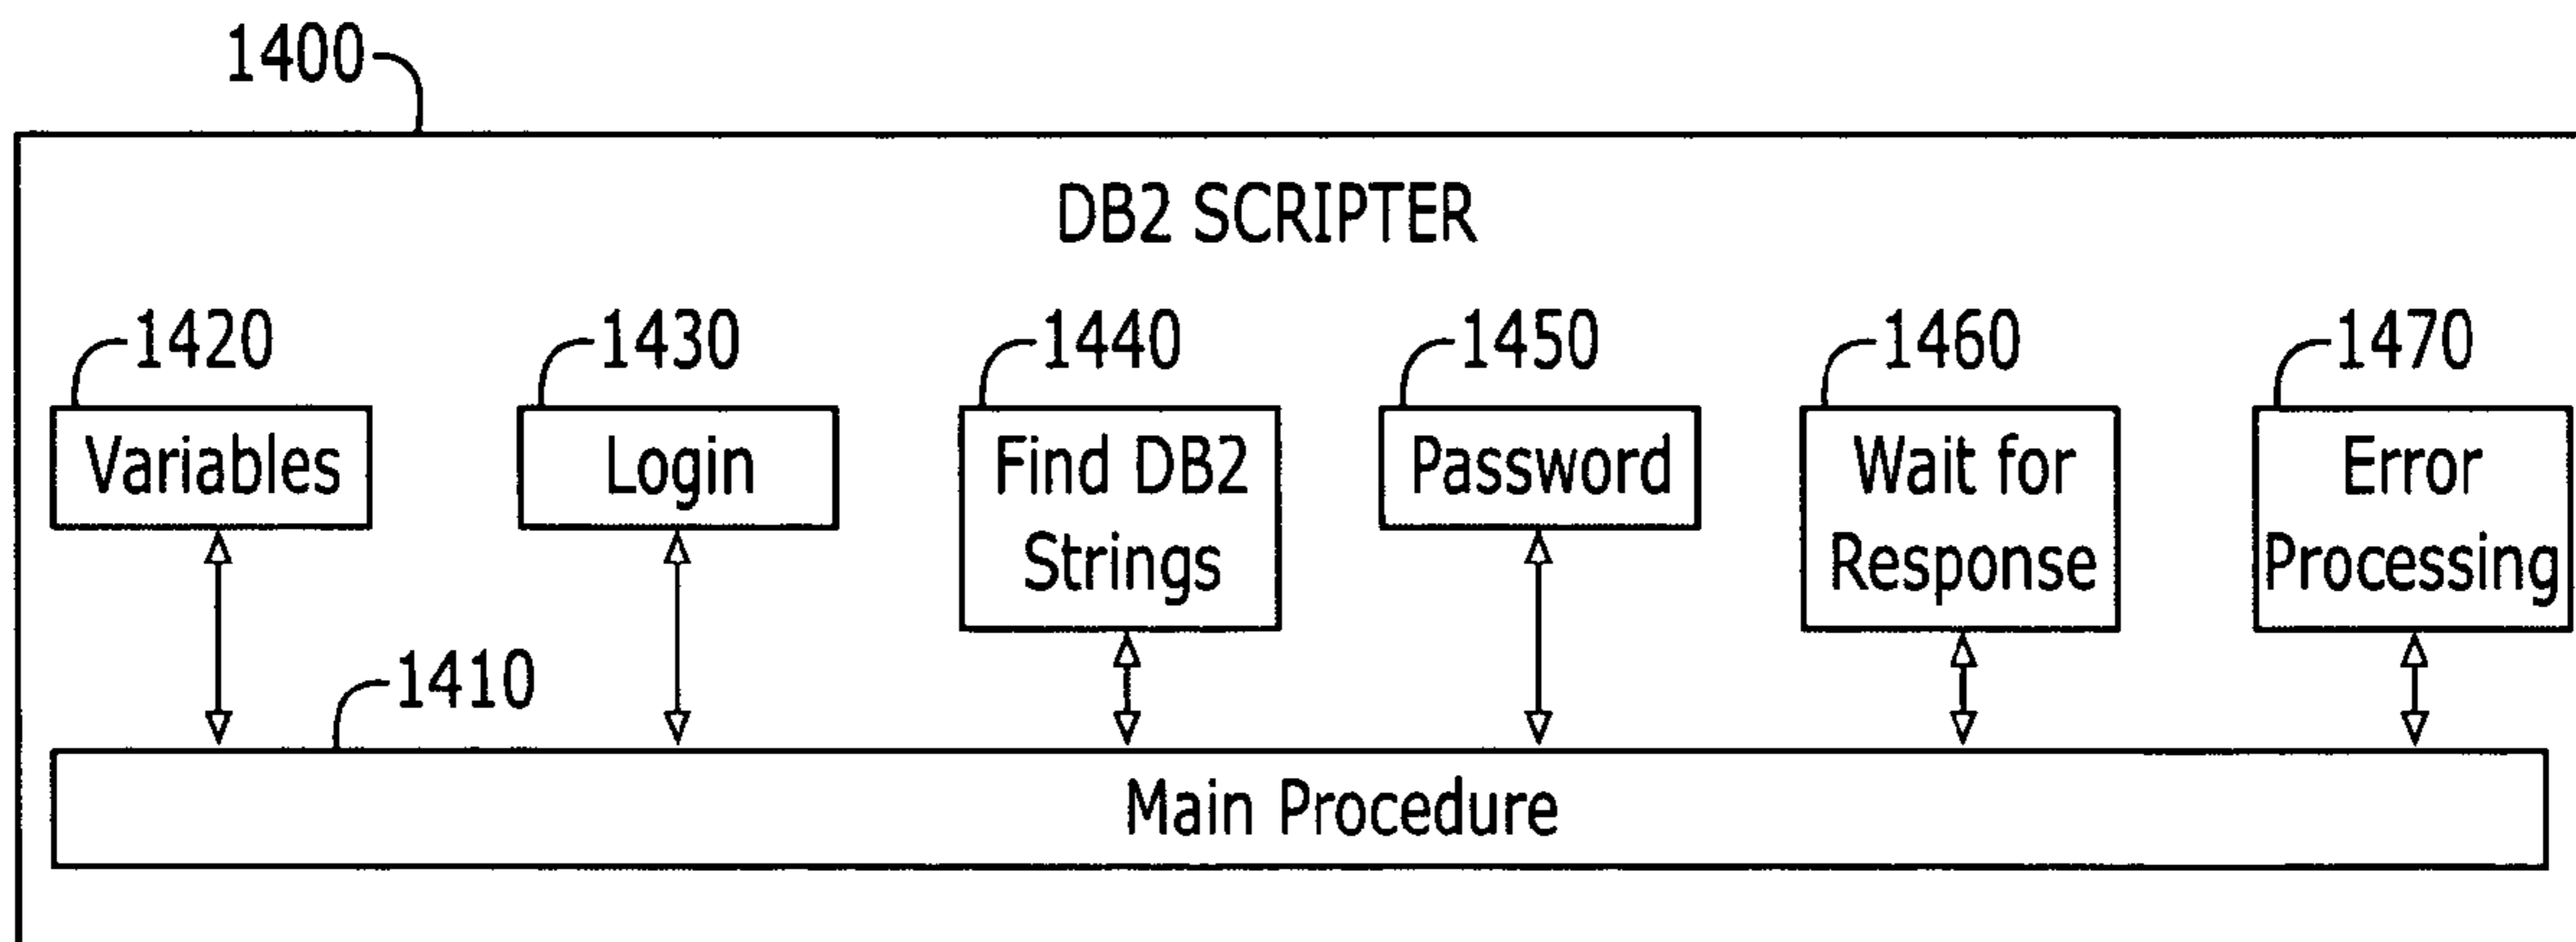 1400
DB2 SCRIPTER
1420
1430
1440
1450
1460
1470
Variables
Login
Find DB2
Strings
Password
Wait for
Response
Error
Processing
1410
Main Procedure